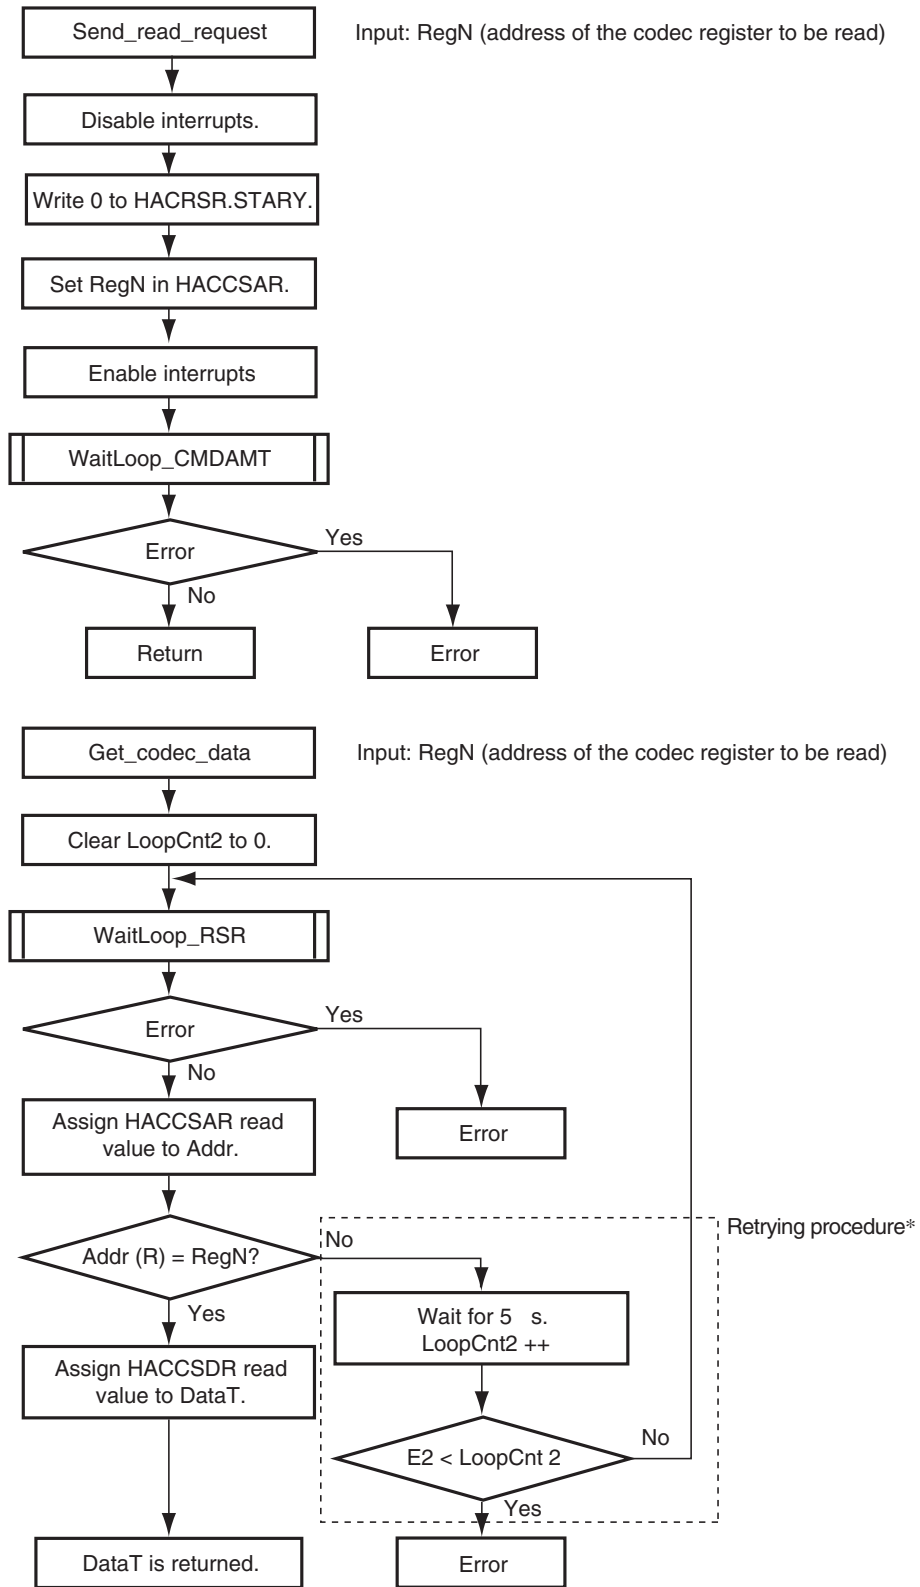 Send_read_request
Input: RegN (address of the codec register to be read)
Disable interrupts.
Write 0 to HACRSR.STARY.
Set RegN in HACCSAR.
Enable interrupts
WaitLoop_CMDAMT
Error
Yes
No
Return
Error
Get_codec_data
Input: RegN (address of the codec register to be read)
Clear LoopCnt2 to 0.
WaitLoop_RSR
Error
Yes
No
Assign HACCSAR read
value to Addr.
Error
Retrying procedure*
Addr (R) = RegN?
No
Yes
Wait for 5 s.
LoopCnt2 ++
Assign HACCSDR read
value to DataT.
E2 < LoopCnt 2
No
Yes
DataT is returned.
Error